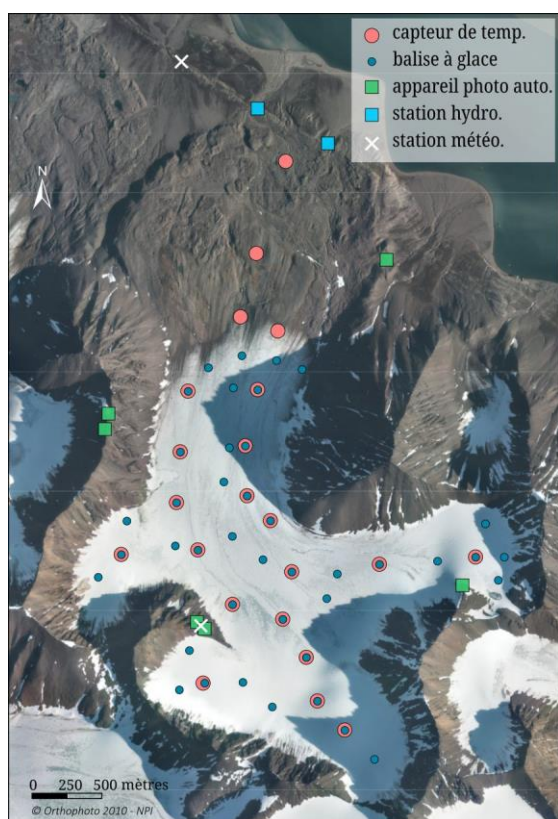 capteur de temp.
balise à glace
appareil photo auto.
station hydro.
station météo.
N
0 250 500 mètres
© Orthophoto 2010 - NPI